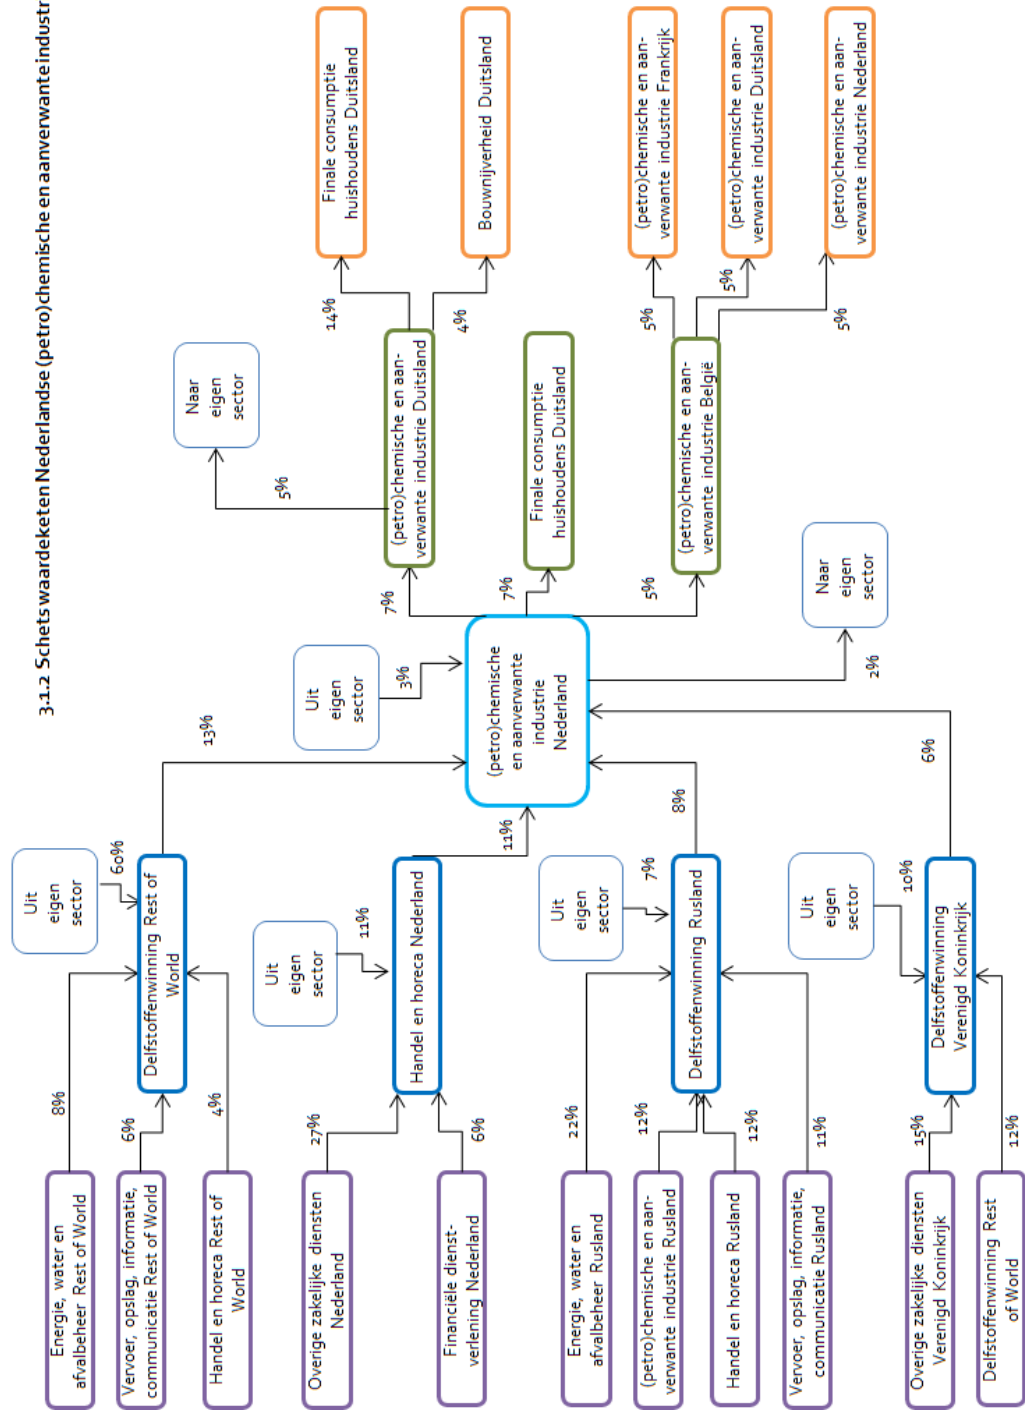 3.1.2 Schets waardeketen Nederlandse (petro)chemische en aanverwante industr
Energie, water en
afvalbeheer Rest of World
8%
Vervoer, opslag, informatie,
communicatie Rest of World
6%
Handel en horeca Rest of
World
4%
Uit
eigen
sector
60%
Delfstoffenwinning Rest of
World
13%
Overige zakelijke diensten
Nederland
27%
Financiële dienst-
verlening Nederland
6%
Uit
eigen
sector
11%
Handel en horeca Nederland
11%
Energie, water en
afvalbeheer Rusland
22%
(petro)chemische en aan-
verwante industrie Rusland
12%
Handel en horeca Rusland
12%
Vervoer, opslag, informatie,
communicatie Rusland
11%
Uit
eigen
sector
7%
Delfstoffenwinning Rusland
8%
Overige zakelijke diensten
Verenigd Koninkrijk
15%
Delfstoffenwinning Rest
of World
12%
Uit
eigen
sector
10%
Delfstoffenwinning
Verenigd Koninkrijk
6%
Uit
eigen
sector
3%
(petro)chemische
en aanverwante
industrie
Nederland
2%
Naar
eigen
sector
7%
(petro)chemische en aan-
verwante industrie Duitsland
5%
Naar
eigen
sector
14%
Finale consumptie
huishoudens Duitsland
4%
Bouwnijverheid Duitsland
7%
Finale consumptie
huishoudens Duitsland
5%
(petro)chemische en aan-
verwante industrie België
5%
(petro)chemische en aan-
verwante industrie Frankrijk
5%
(petro)chemische en aan-
verwante industrie Duitsland
5%
(petro)chemische en aan-
verwante industrie Nederland